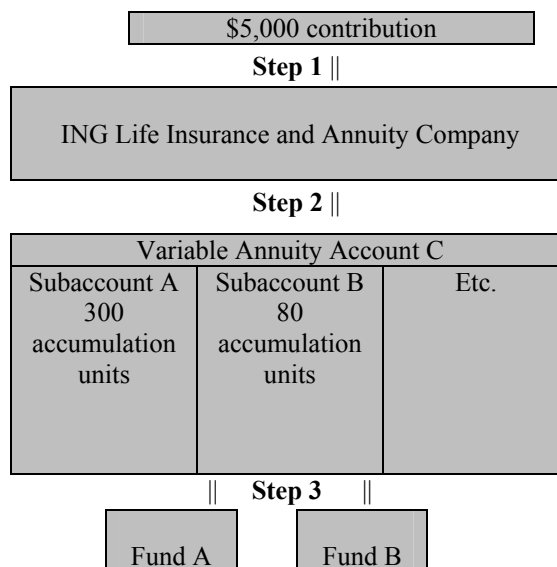 $5,000 contribution
Step 1 ||
ING Life Insurance and Annuity Company
Step 2 ||
Variable Annuity Account C
Subaccount A
300
accumulation
units
Subaccount B
80
accumulation
units
Etc.
|| Step 3 ||
Fund A
Fund B